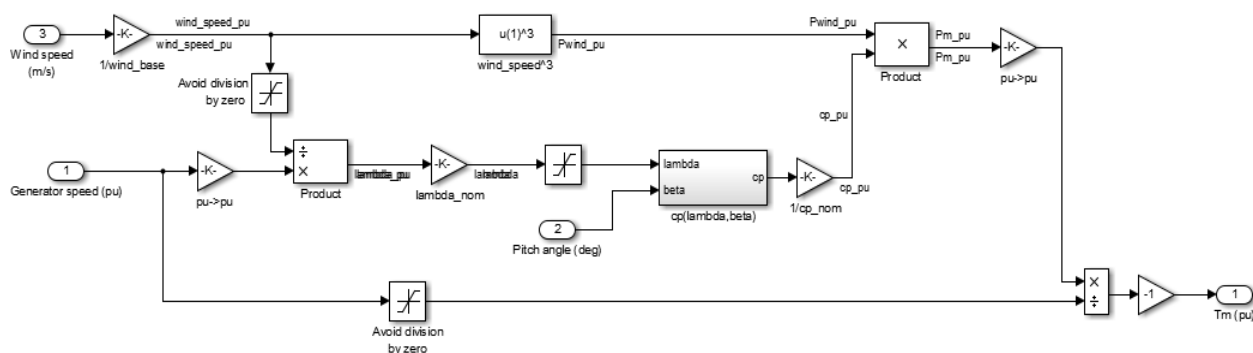 wind_speed_pu
Pwind_pu
3
-K-
wind_speed_pu
u(1)^3
Pwind_pu
×
Pm_pu
-K-
Wind speed
(m/s)
1/wind_base
wind_speed^3
Product
Pm_pu
pu->pu
Avoid division
by zero
cp_pu
1
÷
×
-K-
lambda
-K-
lambda_pu
lambda
beta
cp
-K-
cp_pu
Generator speed (pu)
pu->pu
Product
lambda_nom
cp(lambda,beta)
1/cp_nom
2
Pitch angle (deg)
×
÷
-1
1
Tm (pu)
Avoid division
by zero